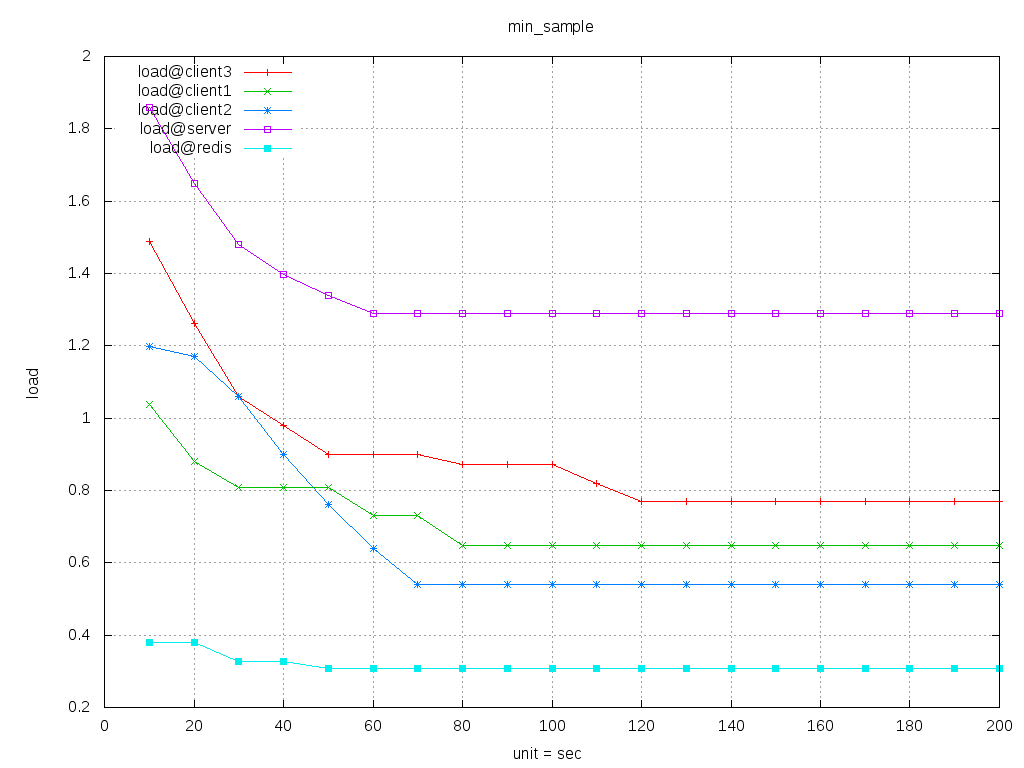 min_sample
load@client3
load@client1
load@client2
load@server
load@redis
2
1.8
1.6
1.4
1.2
1
0.8
0.6
0.4
0.2
load
0 20 40 60 80 100 120 140 160 180 200
unit = sec